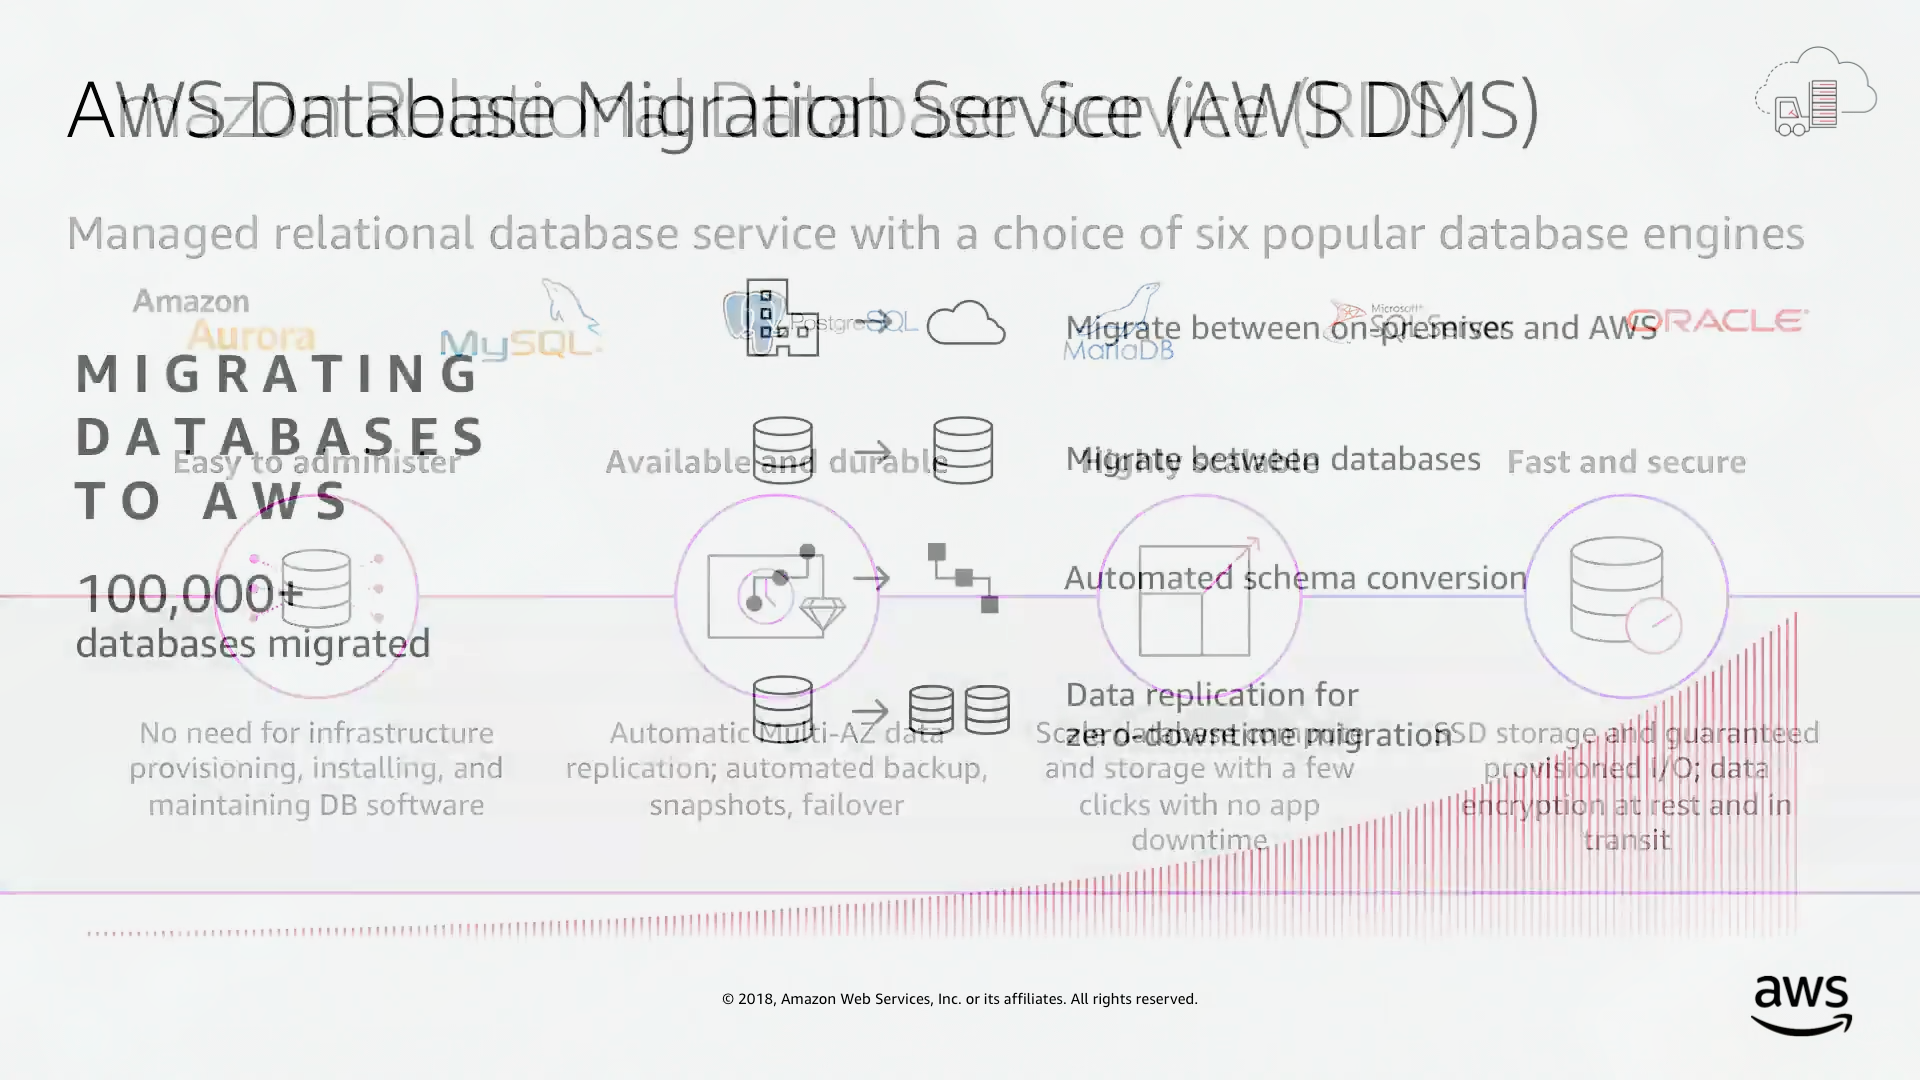 AWS Database Migration Service (AWS DMS)
Amazon Relational Database Service (RDS)
Managed relational database service with a choice of six popular database engines
Amazon
Aurora
MySQL
PostgreSQL
MariaDB
Microsoft
SQL Server
ORACLE
Migrate between on-premises and AWS
MIGRATING
DATABASES
TO AWS
Migrate between databases
Easy to administer
Available and durable
Highly scalable
Fast and secure
100,000+
databases migrated
Automated schema conversion
Data replication for
zero-downtime migration
No need for infrastructure
provisioning, installing, and
maintaining DB software
Automatic Multi-AZ data
replication; automated backup,
snapshots, failover
Scale database compute
and storage with a few
clicks with no app
downtime
SSD storage and guaranteed
provisioned I/O; data
encryption at rest and in
transit
© 2018, Amazon Web Services, Inc. or its affiliates. All rights reserved.
aws